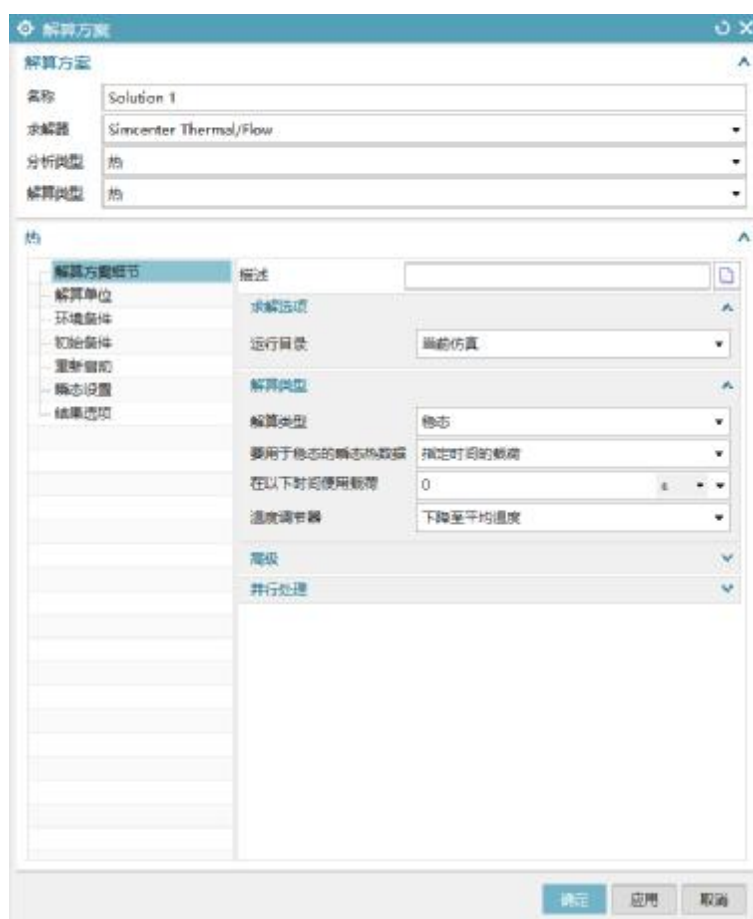 解算方案
解算方案
名称 Solution 1
求解器 Simcenter Thermal/Flow
分析类型 热
解算类型 热
热
解算方案细节
解算单位
环境条件
初始条件
重新启动
瞬态设置
结果选项
描述
求解选项
运行目录 当前仿真
解算类型
解算类型 稳态
要用于稳态的瞬态热数据 指定时间的载荷
在以下时间使用载荷 0 s
温度调节器 下降至平均温度
高级
并行处理
确定 应用 取消